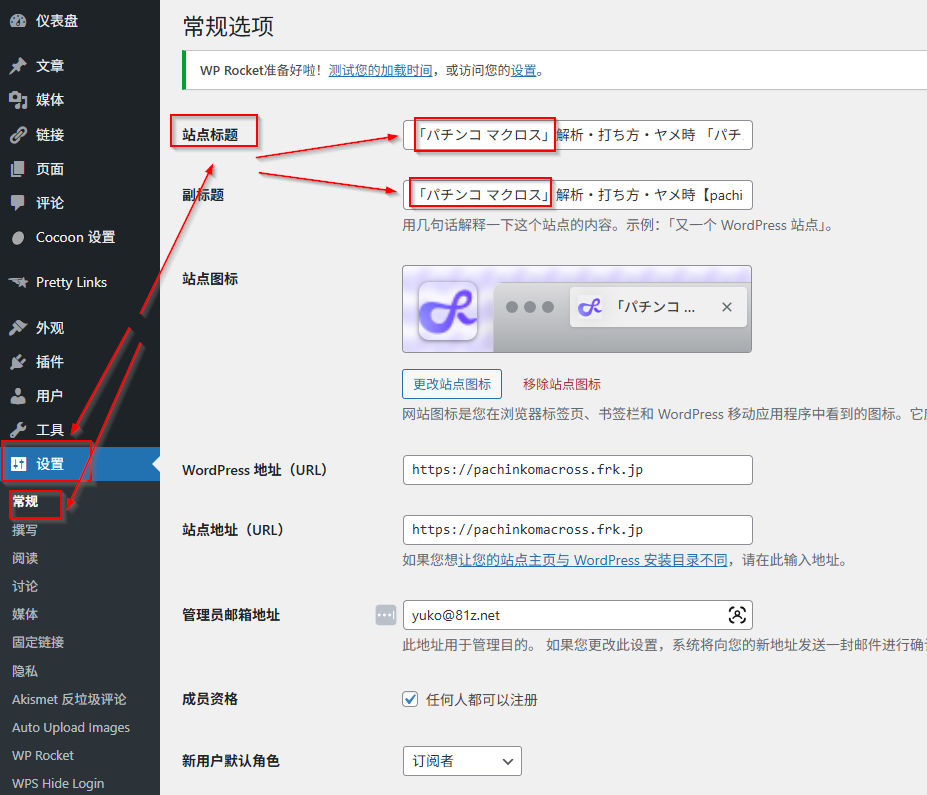 仪表盘
文章
媒体
链接
页面
评论
Cocoon 设置
Pretty Links
外观
插件
用户
工具
设置
常规
撰写
阅读
讨论
媒体
固定链接
隐私
Akismet 反垃圾评论
Auto Upload Images
WP Rocket
WPS Hide Login
常规选项
WP Rocket准备好啦！测试您的加载时间，或访问您的设置。
站点标题
「パチンコ マクロス」解析・打ち方・ヤメ時 「パチ
副标题
「パチンコ マクロス」解析・打ち方・ヤメ時【pachi
用几句话解释一下这个站点的内容。示例：「又一个 WordPress 站点」。
站点图标
「パチンコ ...
更改站点图标
移除站点图标
网站图标是您在浏览器标签页、书签栏和 WordPress 移动应用程序中看到的图标。它
WordPress 地址（URL）
https://pachinkomacross.frk.jp
站点地址（URL）
https://pachinkomacross.frk.jp
如果您想让您的站点主页与 WordPress 安装目录不同，请在此输入地址。
管理员邮箱地址
yuko@81z.net
此地址用于管理目的。 如果您更改此设置，系统将向您的新地址发送一封邮件进行确
成员资格
任何人都可以注册
新用户默认角色
订阅者